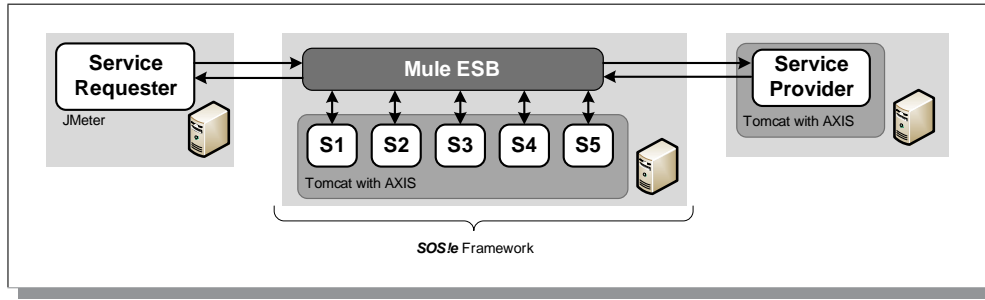 Service
Requester
JMeter
Mule ESB
S1 S2 S3 S4 S5
Tomcat with AXIS
Service
Provider
Tomcat with AXIS
SOS!e Framework